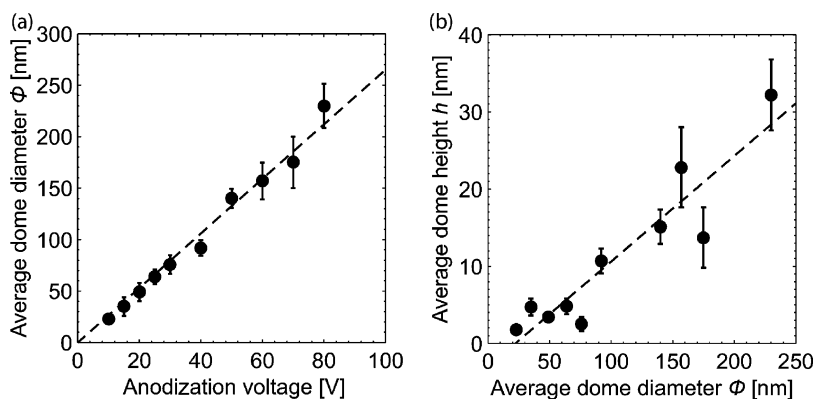 (a)
300
250
200
150
100
50
0
0 20 40 60 80 100
Average dome diameter Φ [nm]
Anodization voltage [V]
(b)
40
30
20
10
0
0 50 100 150 200 250
Average dome height h [nm]
Average dome diameter Φ [nm]